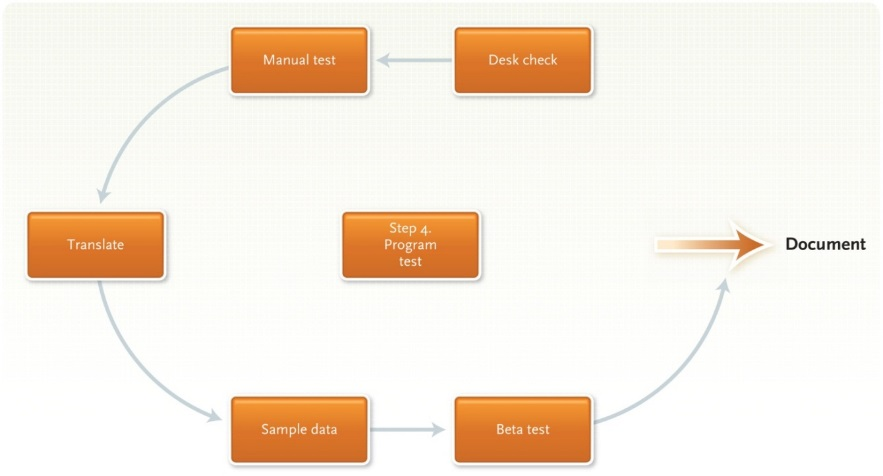 Manual test
Desk check
Translate
Step 4.
Program
test
Document
Sample data
Beta test